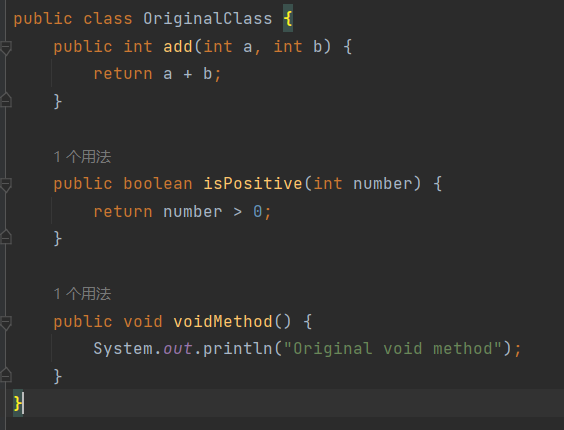 public class OriginalClass {
public int add(int a, int b) {
return a + b;
}
1 个用法
public boolean isPositive(int number) {
return number > 0;
}
1 个用法
public void voidMethod() {
System.out.println("Original void method");
}
}